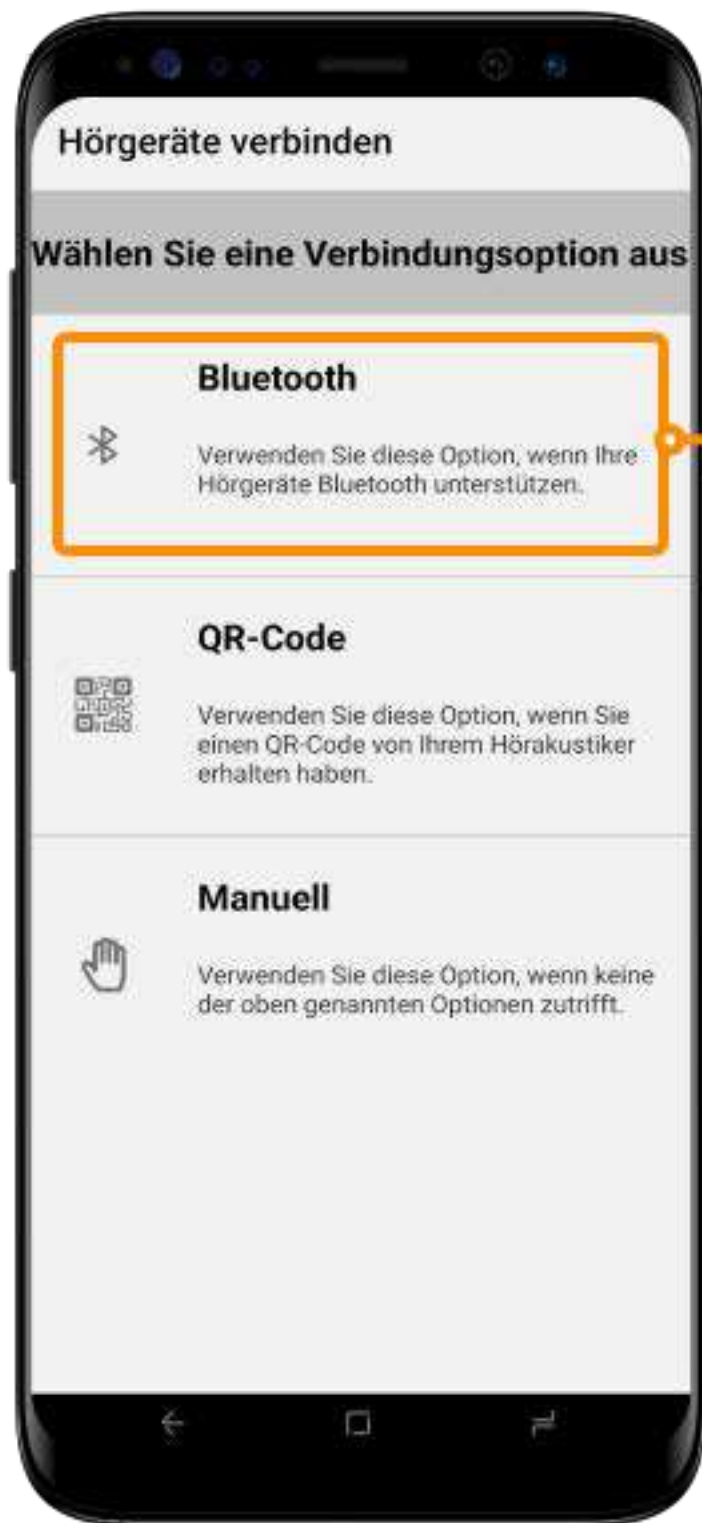 Hörgeräte verbinden
Wählen Sie eine Verbindungsoption aus
Bluetooth
Verwenden Sie diese Option, wenn Ihre
Hörgeräte Bluetooth unterstützen.
QR-Code
Verwenden Sie diese Option, wenn Sie
einen QR-Code von Ihrem Hörakustiker
erhalten haben.
Manuell
Verwenden Sie diese Option, wenn keine
der oben genannten Optionen zutrifft.